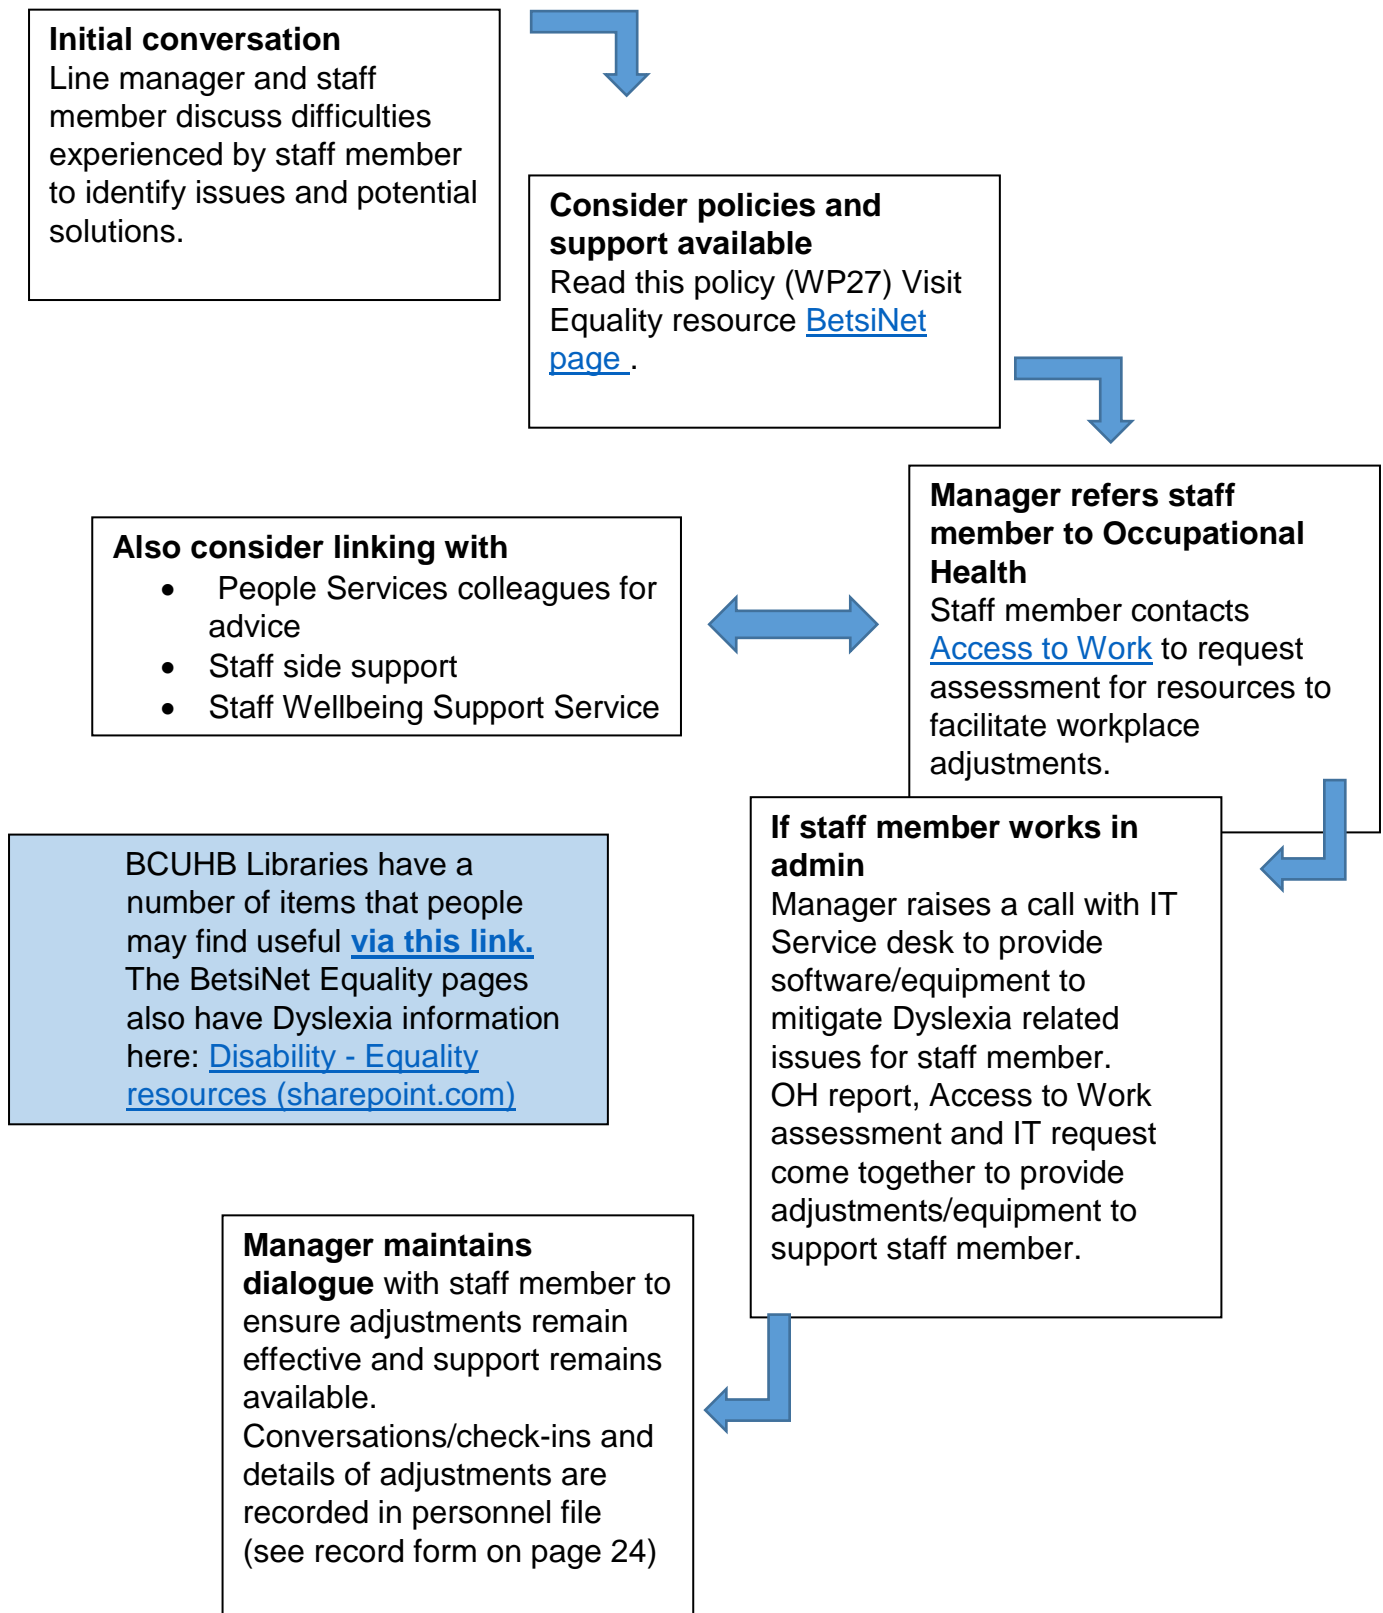 Initial conversation
Line manager and staff
member discuss difficulties
experienced by staff member
to identify issues and potential
solutions.
Consider policies and
support available
Read this policy (WP27) Visit
Equality resource BetsiNet
page .
Manager refers staff
member to Occupational
Health
Staff member contacts
Access to Work to request
assessment for resources to
facilitate workplace
adjustments.
Also consider linking with
• People Services colleagues for
advice
• Staff side support
• Staff Wellbeing Support Service
If staff member works in
admin
Manager raises a call with IT
Service desk to provide
software/equipment to
mitigate Dyslexia related
issues for staff member.
OH report, Access to Work
assessment and IT request
come together to provide
adjustments/equipment to
support staff member.
BCUHB Libraries have a
number of items that people
may find useful via this link.
The BetsiNet Equality pages
also have Dyslexia information
here: Disability - Equality
resources (sharepoint.com)
Manager maintains
dialogue with staff member to
ensure adjustments remain
effective and support remains
available.
Conversations/check-ins and
details of adjustments are
recorded in personnel file
(see record form on page 24)